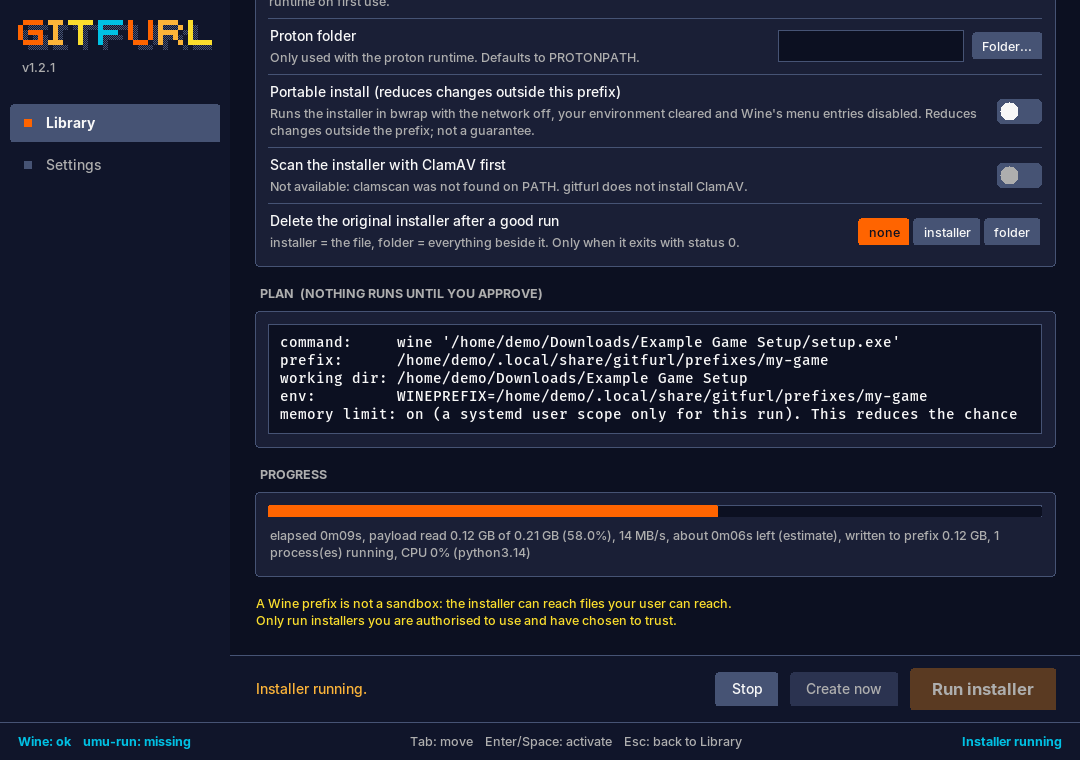 GITFURL
v1.2.1
Library
Settings
runtime on first use.
Proton folder
Only used with the proton runtime. Defaults to PROTONPATH.
Folder...
Portable install (reduces changes outside this prefix)
Runs the installer in bwrap with the network off, your environment cleared and Wine's menu entries disabled. Reduces
changes outside the prefix; not a guarantee.
Scan the installer with ClamAV first
Not available: clamscan was not found on PATH. gitfurl does not install ClamAV.
Delete the original installer after a good run
installer = the file, folder = everything beside it. Only when it exits with status 0.
none installer folder
PLAN (NOTHING RUNS UNTIL YOU APPROVE)
command: wine '/home/demo/Downloads/Example Game Setup/setup.exe'
prefix: /home/demo/.local/share/gitfurl/prefixes/my-game
working dir: /home/demo/Downloads/Example Game Setup
env: WINEPREFIX=/home/demo/.local/share/gitfurl/prefixes/my-game
memory limit: on (a systemd user scope only for this run). This reduces the chance
PROGRESS
elapsed 0m09s, payload read 0.12 GB of 0.21 GB (58.0%), 14 MB/s, about 0m06s left (estimate), written to prefix 0.12 GB, 1
process(es) running, CPU 0% (python3.14)
A Wine prefix is not a sandbox: the installer can reach files your user can reach.
Only run installers you are authorised to use and have chosen to trust.
Installer running.
Stop
Create now
Run installer
Wine: ok umu-run: missing
Tab: move Enter/Space: activate Esc: back to Library
Installer running